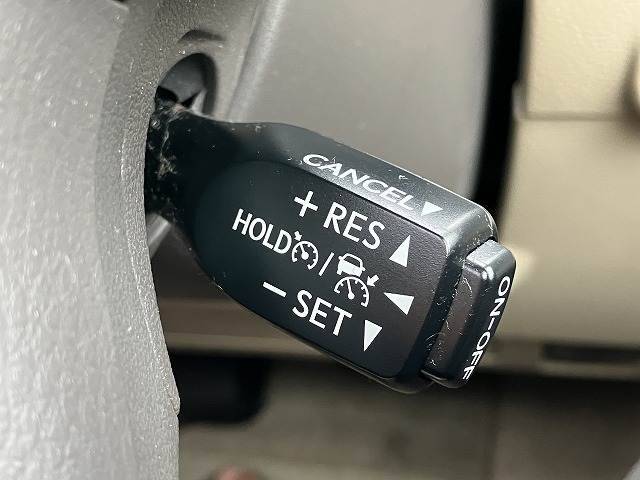 CANCEL▼
+ RES ▲
HOLD / ◀
− SET ▼
ON-OFF